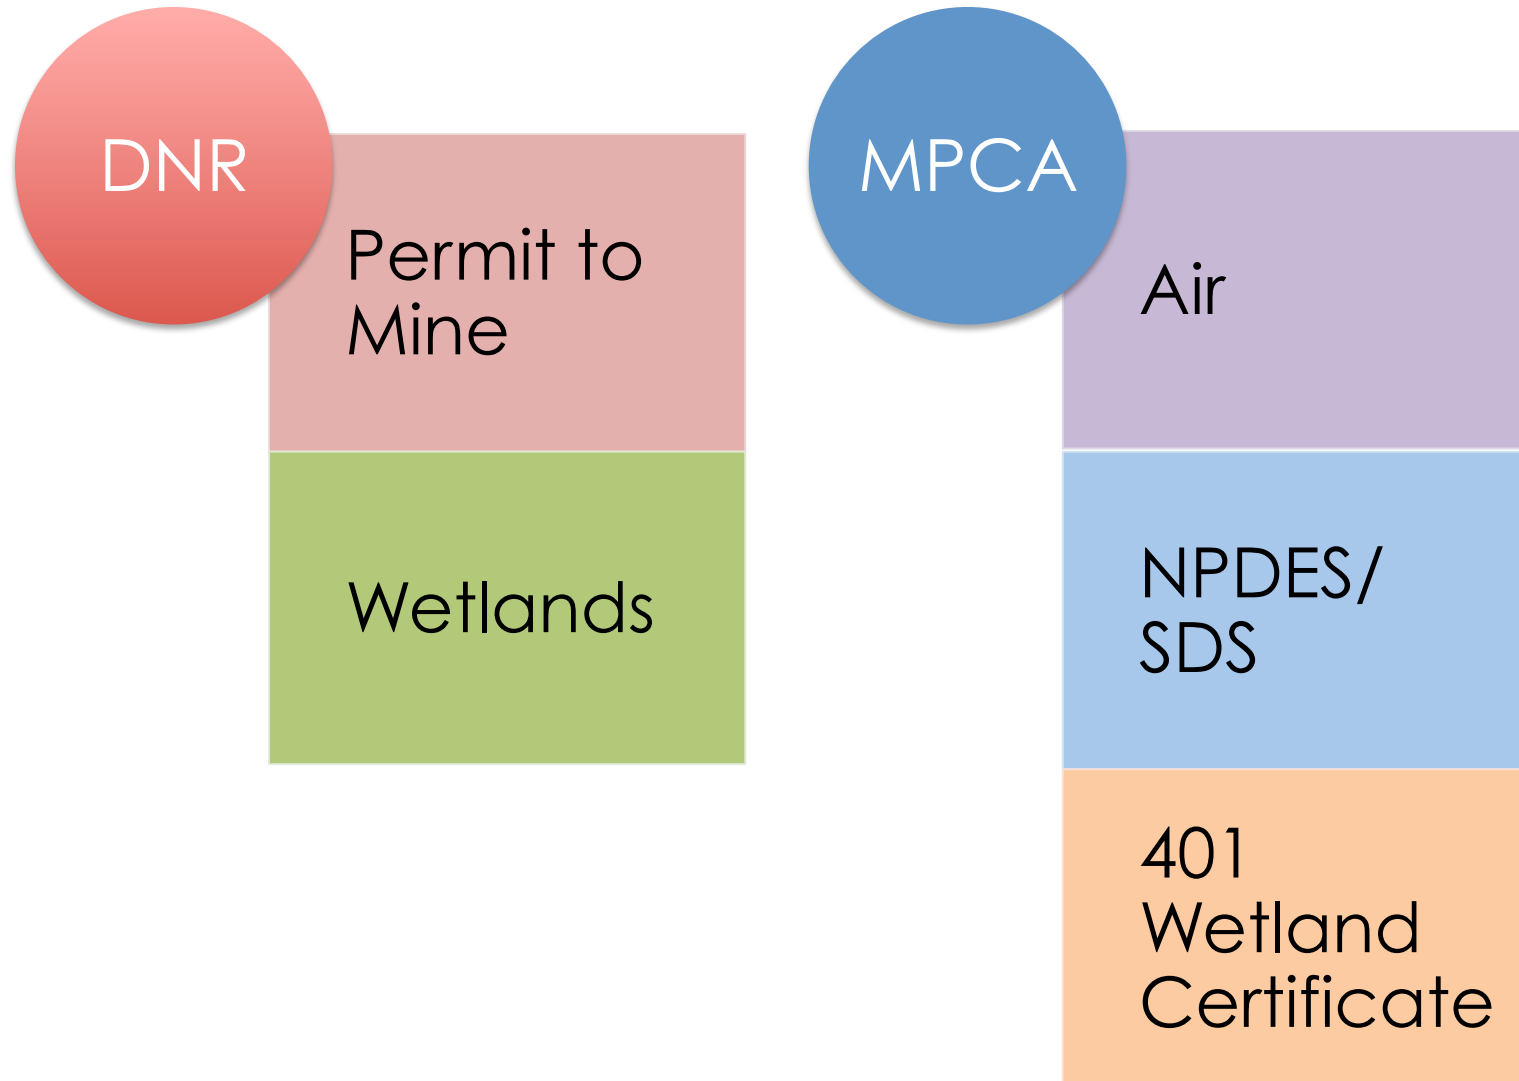 DNR
Permit to
Mine
Wetlands
MPCA
Air
NPDES/
SDS
401
Wetland
Certificate